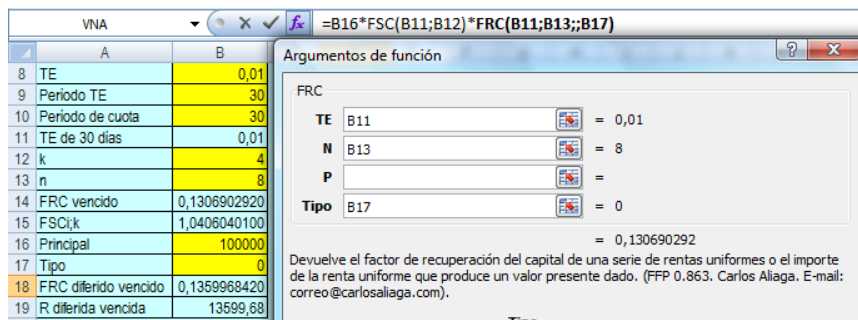 VNA fx =B16*FSC(B11;B12)*FRC(B11;B13;;B17)
A B
8 TE 0,01
9 Periodo TE 30
10 Periodo de cuota 30
11 TE de 30 días 0,01
12 k 4
13 n 8
14 FRC vencido 0,1306902920
15 FSCi;k 1,0406040100
16 Principal 100000
17 Tipo 0
18 FRC diferido vencido 0,1359968420
19 R diferida vencida 13599,68
Argumentos de función
FRC
TE B11 = 0,01
N B13 = 8
P =
Tipo B17 = 0
= 0,130690292
Devuelve el factor de recuperación del capital de una serie de rentas uniformes o el importe
de la renta uniforme que produce un valor presente dado. (FFP 0.863. Carlos Aliaga. E-mail:
correo@carlosaliaga.com).